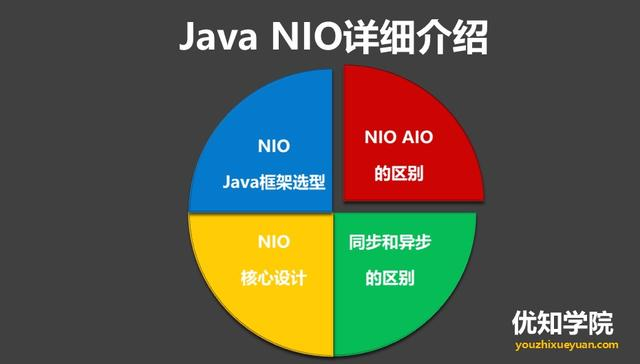 Java NIO详细介绍
NIO
Java框架选型
NIO AIO
的区别
NIO
核心设计
同步和异步
的区别
优知学院
youzhixueyuan.com